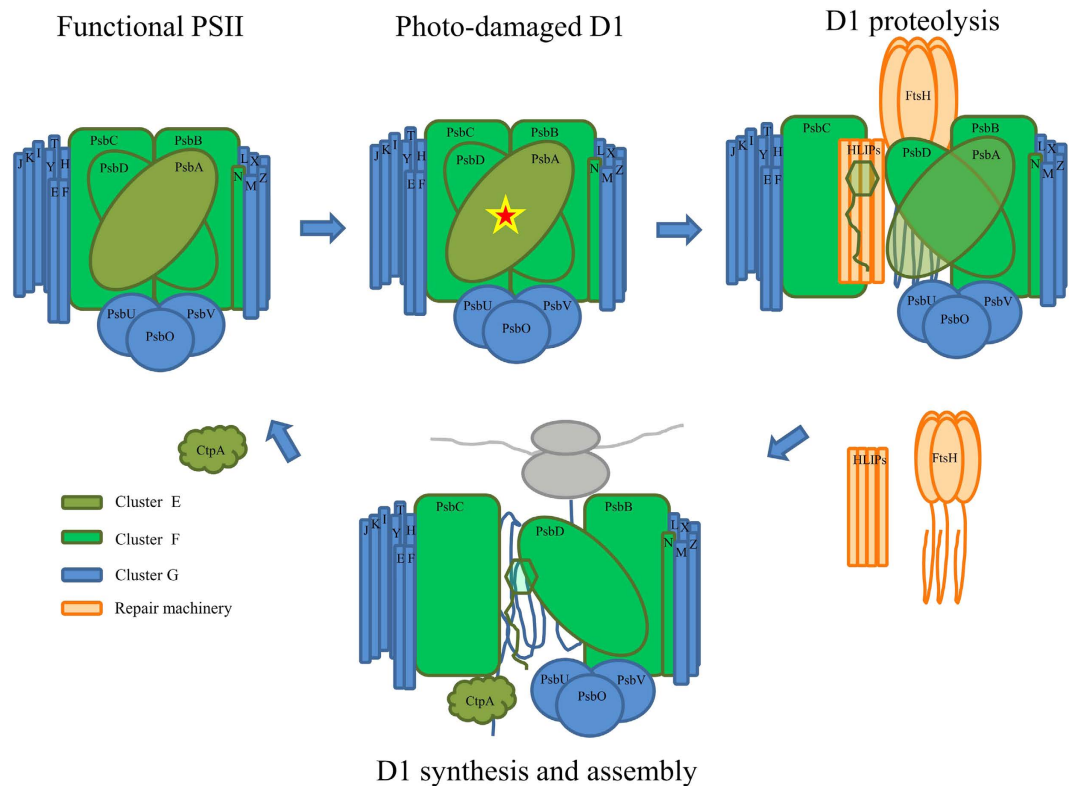 Functional PSII
Photo-damaged D1
D1 proteolysis
PsbC
PsbB
PsbD
PsbA
J
K
I
T
Y
H
E
F
L
X
N
M
Z
PsbU
PsbV
PsbO
PsbC
PsbB
PsbD
PsbA
J
K
I
T
Y
H
E
F
L
X
N
M
Z
PsbU
PsbV
PsbO
FtsH
PsbC
PsbB
HLIPs
PsbD
PsbA
J
K
I
T
Y
H
E
F
L
X
N
M
Z
PsbU
PsbV
PsbO
CtpA
Cluster E
Cluster F
Cluster G
Repair machinery
PsbC
PsbB
PsbD
J
K
I
T
Y
H
E
F
L
X
N
M
Z
CtpA
PsbU
PsbV
PsbO
HLIPs
FtsH
D1 synthesis and assembly